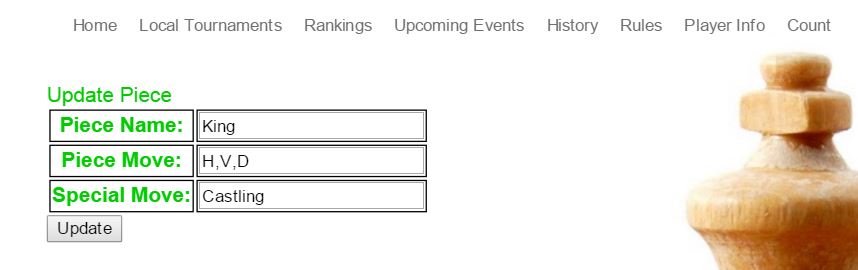 Home Local Tournaments Rankings Upcoming Events History Rules Player Info Count
Update Piece
Piece Name: King
Piece Move: H,V,D
Special Move: Castling
Update